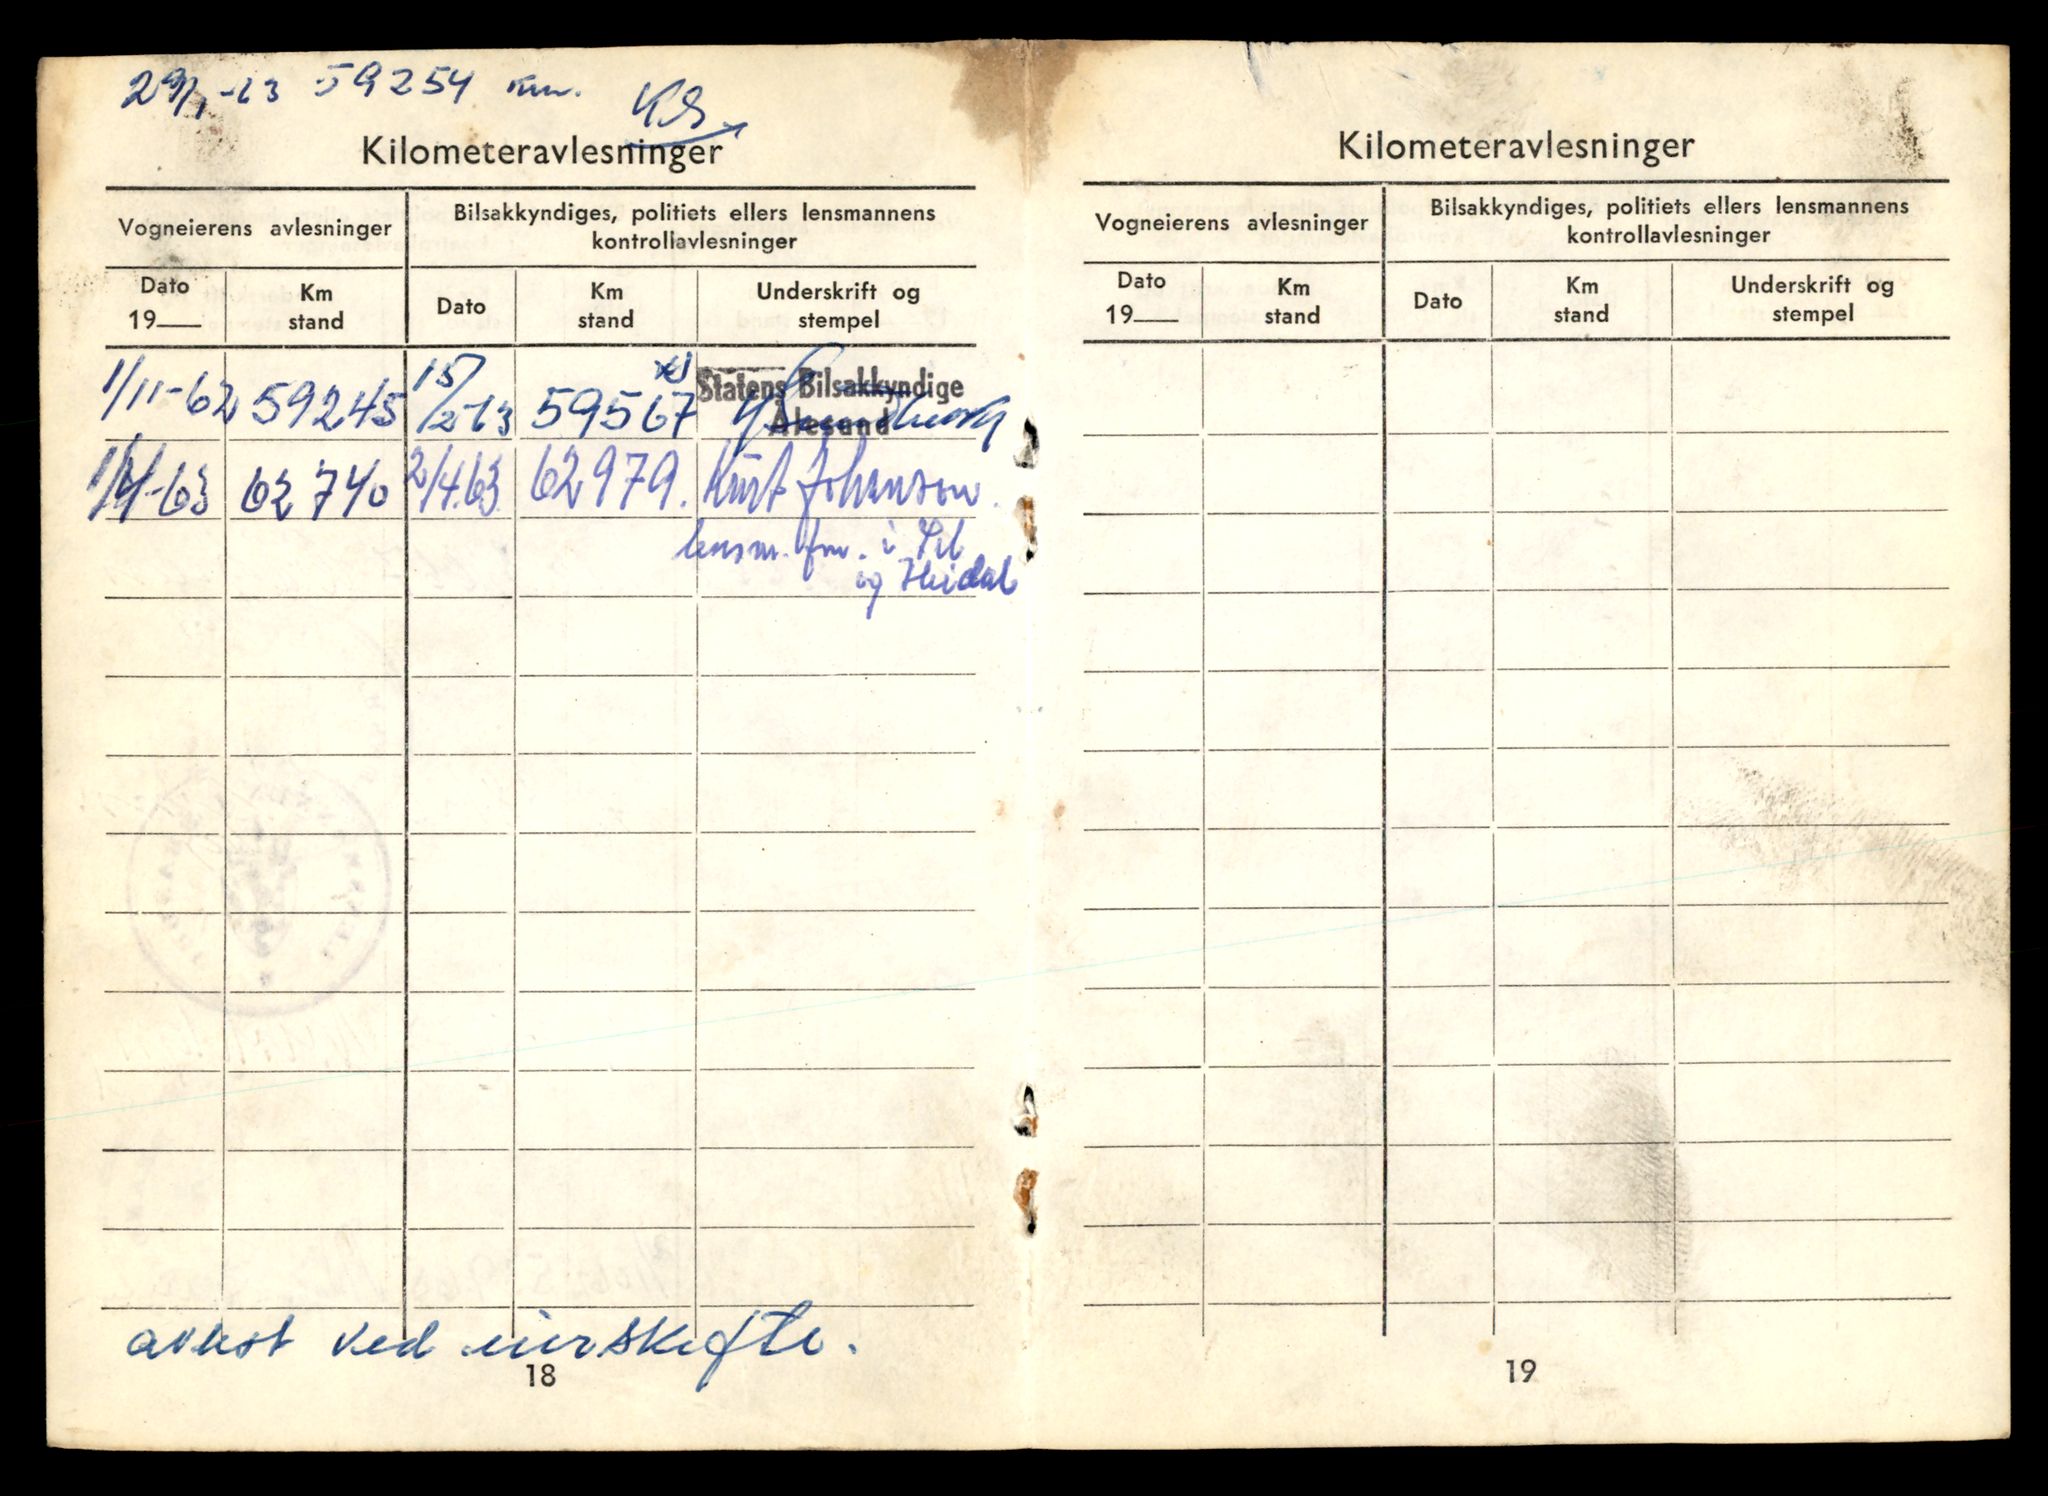 29/1-63 59254 km. KS
Kilometeravlesninger
Vogneierens avlesninger
Bilsakkyndiges, politiets ellers lensmannens
kontrollavlesninger
Dato
19
Km
stand
Dato
Km
stand
Underskrift og
stempel
1/11-62 59245 15/2-63 59567 Statens Bilsakkyndige
Ålesund
1/4-63 62740 2/4.63 62979. Kurt Johansen.
lensm. fm. i Sel
og Heidal
avlest ved eierskifte.
18
Kilometeravlesninger
Vogneierens avlesninger
Bilsakkyndiges, politiets ellers lensmannens
kontrollavlesninger
Dato
19
Km
stand
Dato
Km
stand
Underskrift og
stempel
19